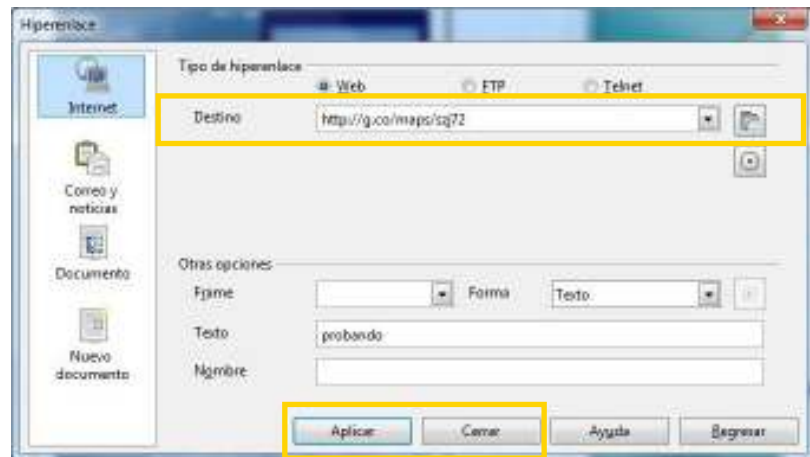 Hiperenlace
Internet
Correo y
noticias
Documento
Nuevo
documento
Tipo de hiperenlace
Web FTP Telnet
Destino http://g.co/maps/szj72
Otras opciones
Frame Forma Texto
Texto probando
Nombre
Aplicar Cerrar Ayuda Regresar